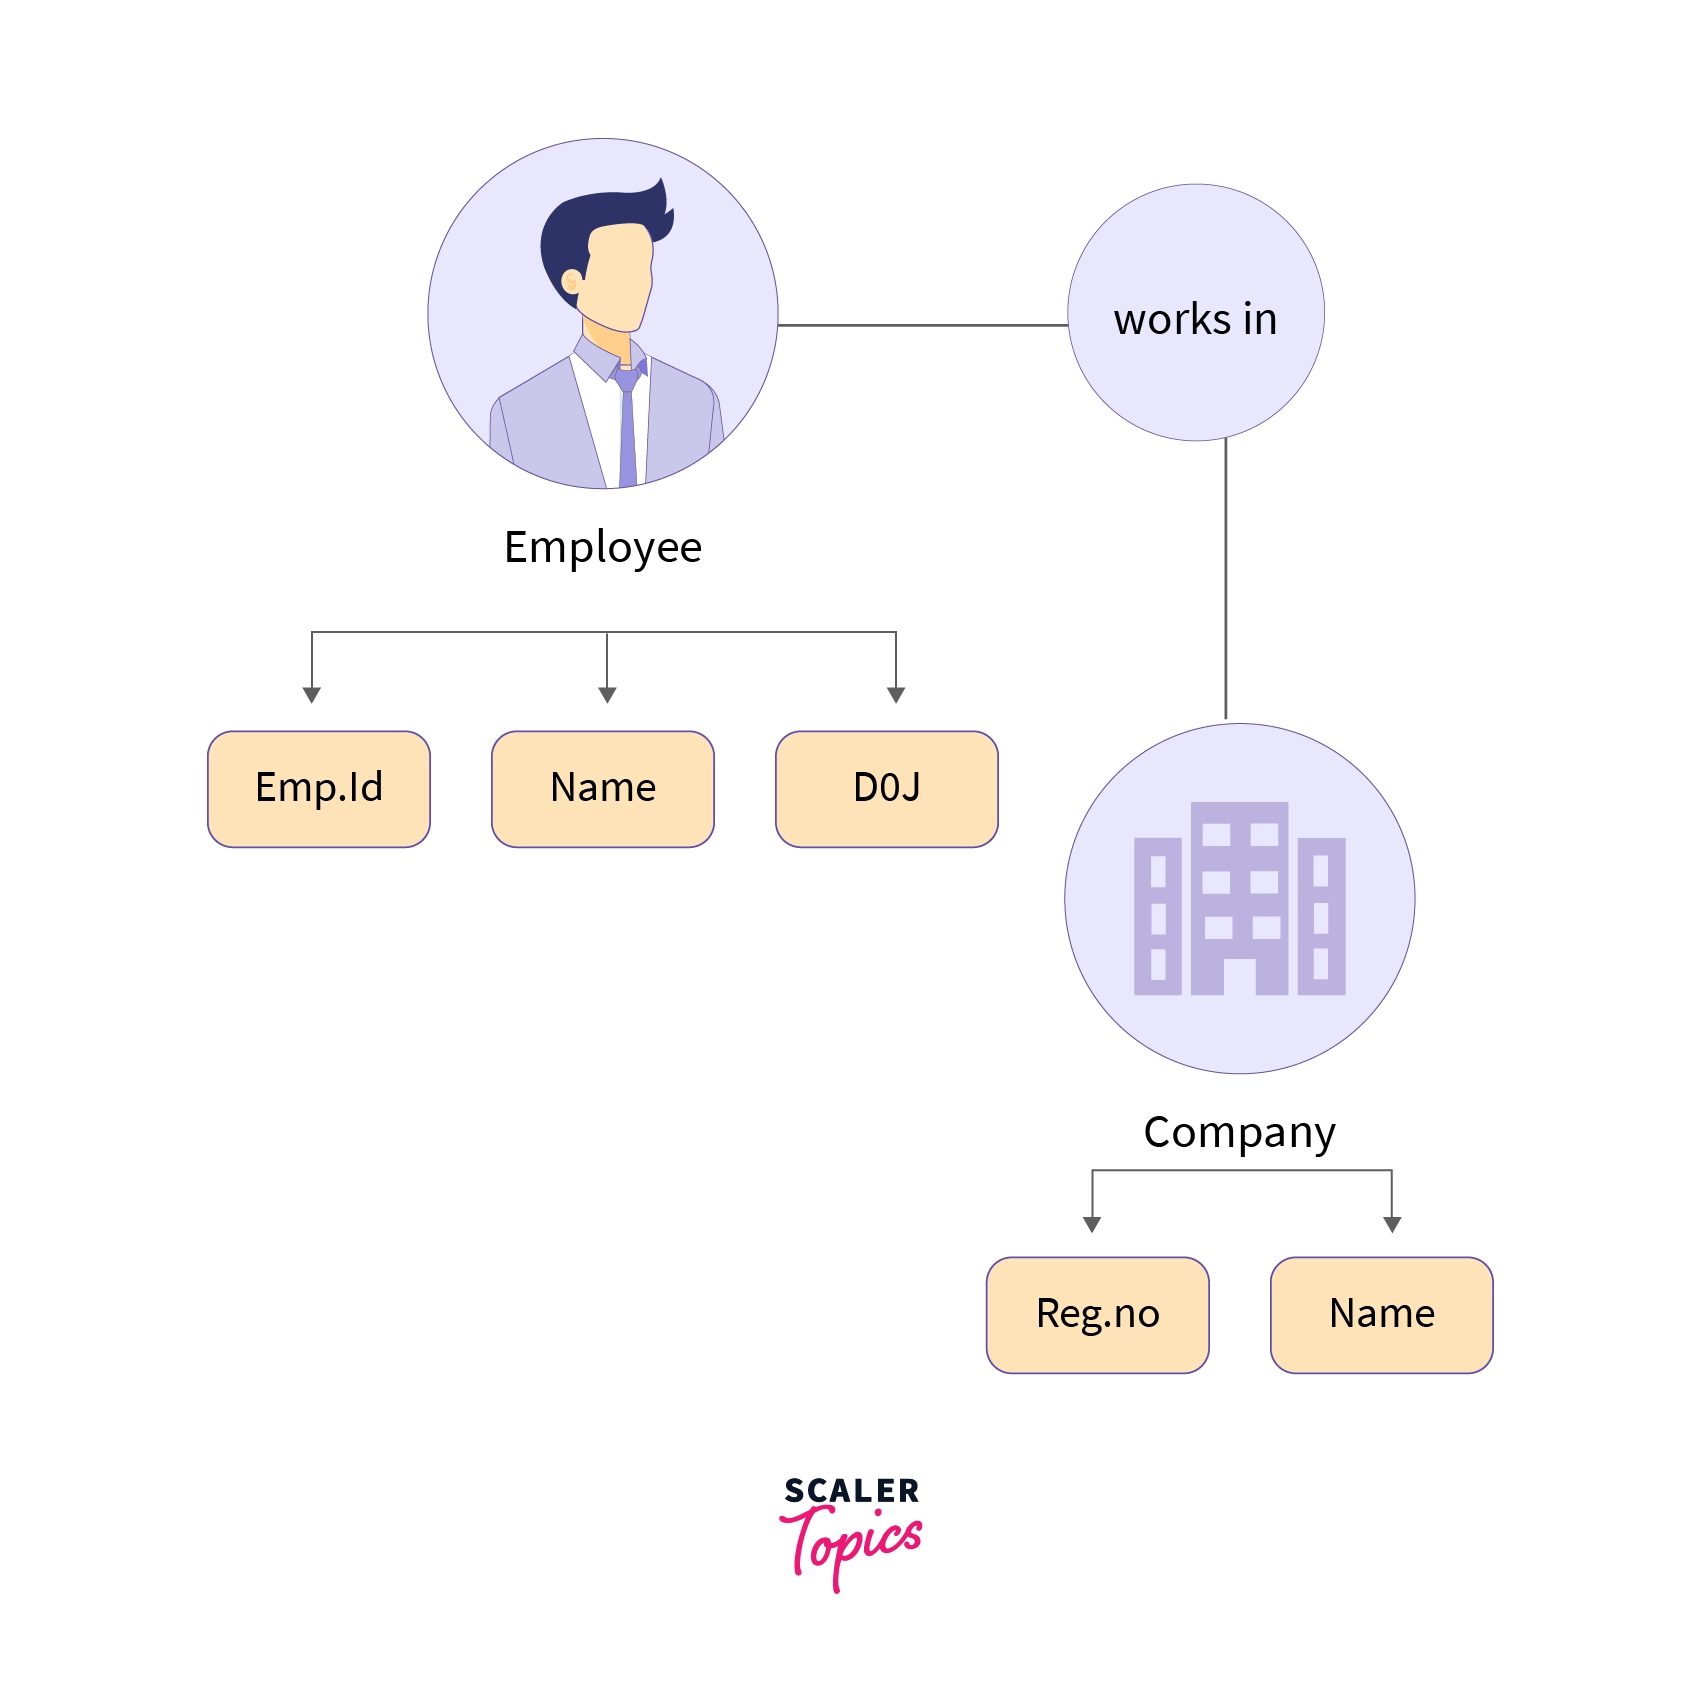 works in
Employee
Emp.Id
Name
D0J
Company
Reg.no
Name
SCALER
Topics